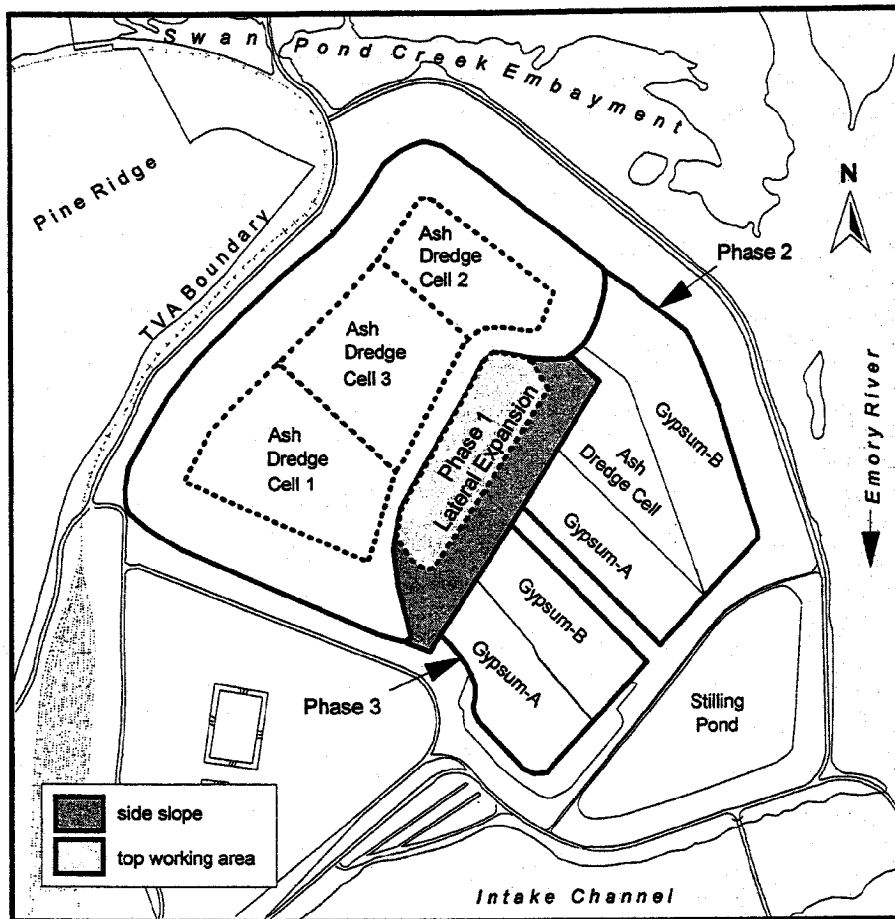 Swan Pond Creek Embayment
Pine Ridge
TVA Boundary
N
Phase 2
Emory River
Ash
Dredge
Cell 2
Ash
Dredge
Cell 3
Ash
Dredge
Cell 1
Phase 1
Lateral Expansion
Gypsum-B
Ash
Dredge Cell
Gypsum-A
Gypsum-B
Gypsum-A
Phase 3
Stilling
Pond
side slope
top working area
Intake Channel